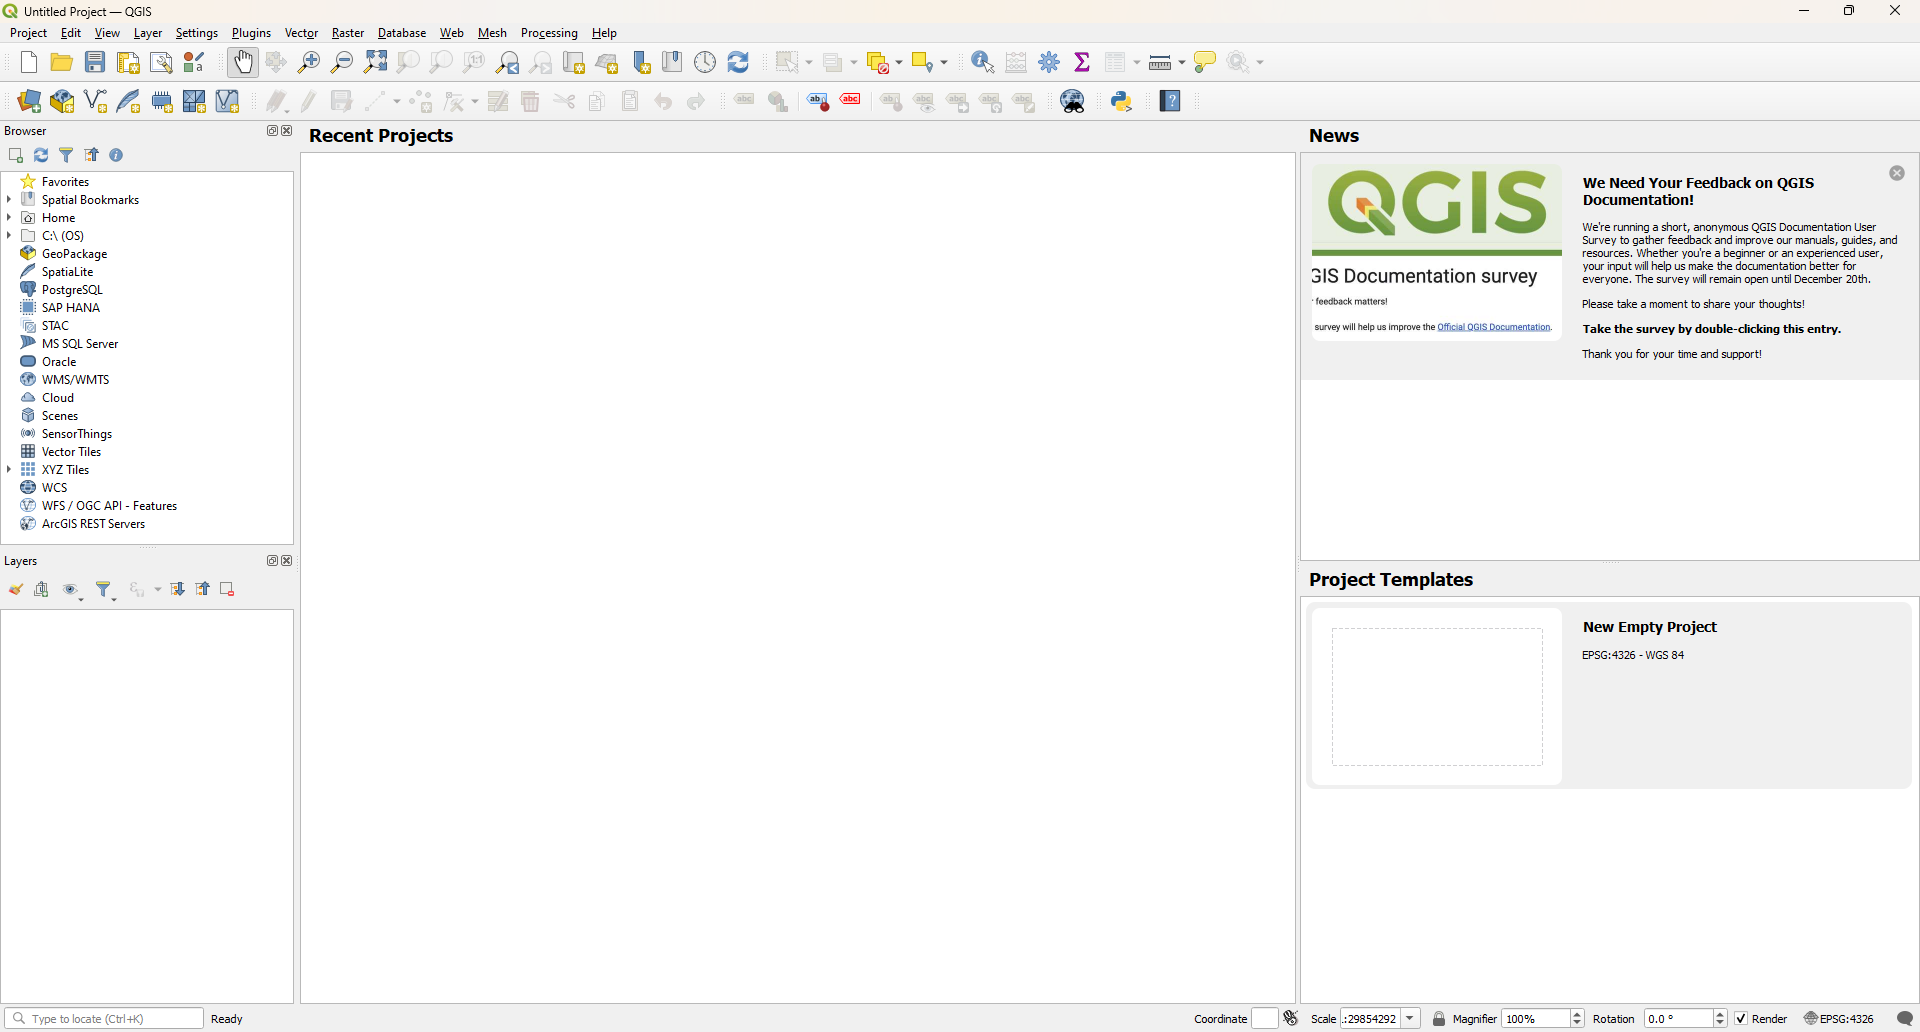 Untitled Project — QGIS
Project Edit View Layer Settings Plugins Vector Raster Database Web Mesh Processing Help
Browser
Favorites
Spatial Bookmarks
Home
C:\ (OS)
GeoPackage
SpatiaLite
PostgreSQL
SAP HANA
STAC
MS SQL Server
Oracle
WMS/WMTS
Cloud
Scenes
SensorThings
Vector Tiles
XYZ Tiles
WCS
WFS / OGC API - Features
ArcGIS REST Servers
Layers
Recent Projects
News
QGIS
GIS Documentation survey
feedback matters!
survey will help us improve the Official QGIS Documentation.
We Need Your Feedback on QGIS
Documentation!
We're running a short, anonymous QGIS Documentation User
Survey to gather feedback and improve our manuals, guides, and
resources. Whether you're a beginner or an experienced user,
your input will help us make the documentation better for
everyone. The survey will remain open until December 20th.
Please take a moment to share your thoughts!
Take the survey by double-clicking this entry.
Thank you for your time and support!
Project Templates
New Empty Project
EPSG:4326 - WGS 84
Type to locate (Ctrl+K) Ready Coordinate Scale :29854292 Magnifier 100% Rotation 0.0 ° Render EPSG:4326